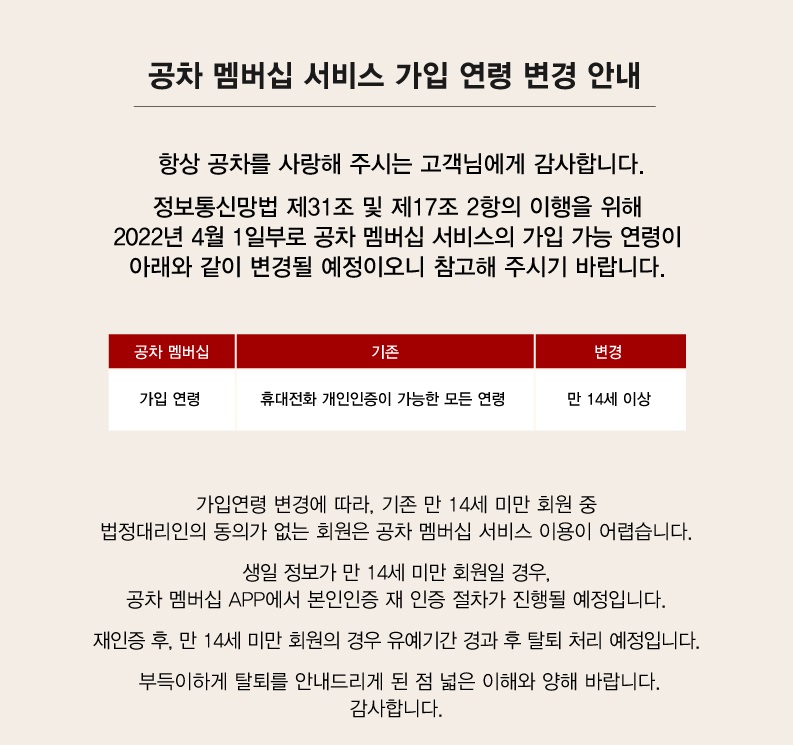 공차 멤버십 서비스 가입 연령 변경 안내
항상 공차를 사랑해 주시는 고객님에게 감사합니다.
정보통신망법 제31조 및 제17조 2항의 이행을 위해
2022년 4월 1일부로 공차 멤버십 서비스의 가입 가능 연령이
아래와 같이 변경될 예정이오니 참고해 주시기 바랍니다.
공차 멤버십 기존 변경
가입 연령 휴대전화 개인인증이 가능한 모든 연령 만 14세 이상
가입연령 변경에 따라, 기존 만 14세 미만 회원 중
법정대리인의 동의가 없는 회원은 공차 멤버십 서비스 이용이 어렵습니다.
생일 정보가 만 14세 미만 회원일 경우,
공차 멤버십 APP에서 본인인증 재 인증 절차가 진행될 예정입니다.
재인증 후, 만 14세 미만 회원의 경우 유예기간 경과 후 탈퇴 처리 예정입니다.
부득이하게 탈퇴를 안내드리게 된 점 넓은 이해와 양해 바랍니다.
감사합니다.